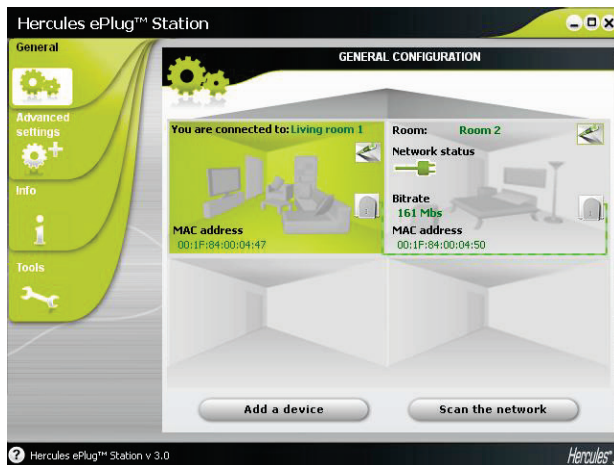 Hercules ePlug™ Station
General
Advanced
settings
Info
Tools
GENERAL CONFIGURATION
You are connected to: Living room 1
MAC address
00:1F:84:00:04:47
Room: Room 2
Network status
Bitrate
161 Mbs
MAC address
00:1F:84:00:04:50
Add a device
Scan the network
? Hercules ePlug™ Station v 3.0
Hercules